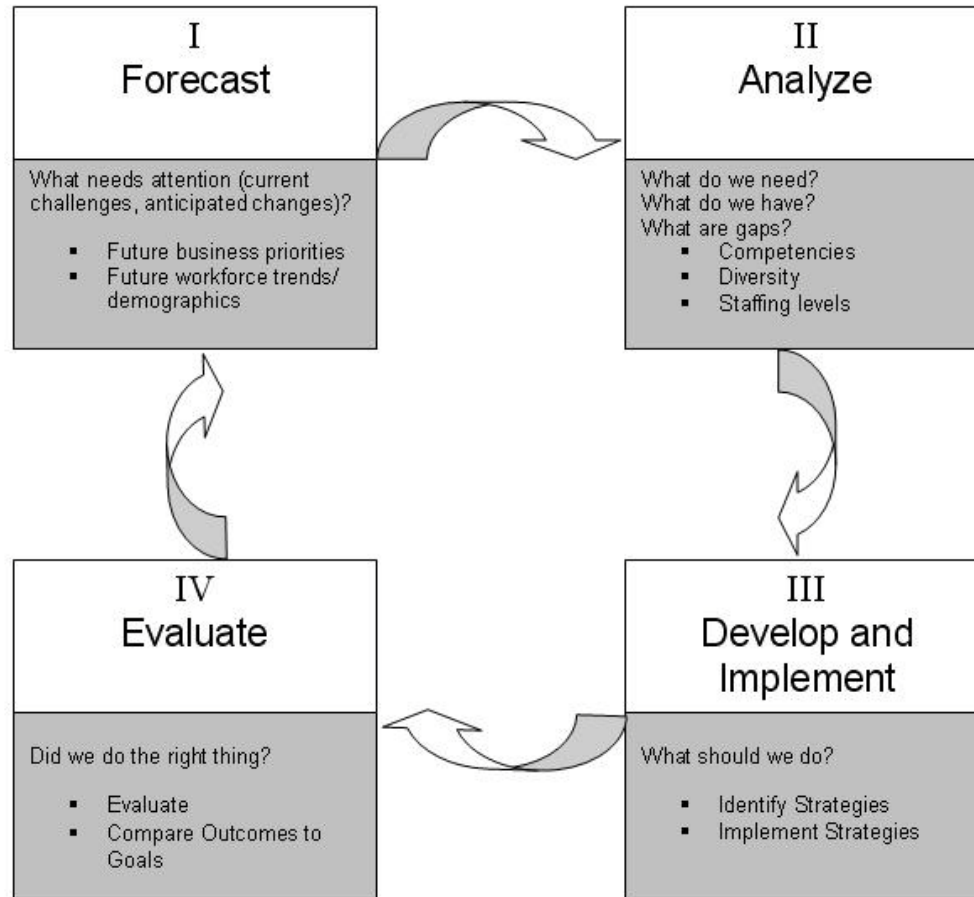 I
Forecast
What needs attention (current
challenges, anticipated changes)?
▪ Future business priorities
▪ Future workforce trends/
demographics
II
Analyze
What do we need?
What do we have?
What are gaps?
▪ Competencies
▪ Diversity
▪ Staffing levels
III
Develop and
Implement
What should we do?
▪ Identify Strategies
▪ Implement Strategies
IV
Evaluate
Did we do the right thing?
▪ Evaluate
▪ Compare Outcomes to
Goals